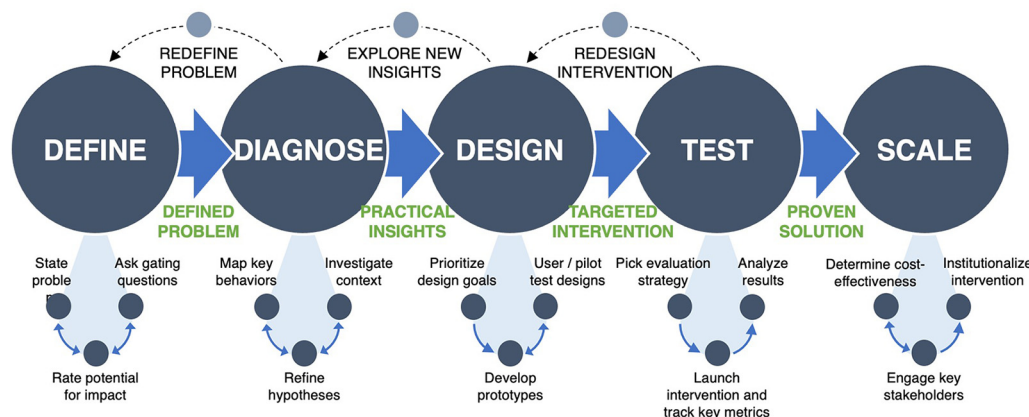 REDEFINE
PROBLEM
EXPLORE NEW
INSIGHTS
REDESIGN
INTERVENTION
DEFINE
DIAGNOSE
DESIGN
TEST
SCALE
DEFINED
PROBLEM
PRACTICAL
INSIGHTS
TARGETED
INTERVENTION
PROVEN
SOLUTION
State
proble
Ask gating
questions
Rate potential
for impact
Map key
behaviors
Investigate
context
Refine
hypotheses
Prioritize
design goals
User / pilot
test designs
Develop
prototypes
Pick evaluation
strategy
Analyze
results
Launch
intervention and
track key metrics
Determine cost-
effectiveness
Institutionalize
intervention
Engage key
stakeholders